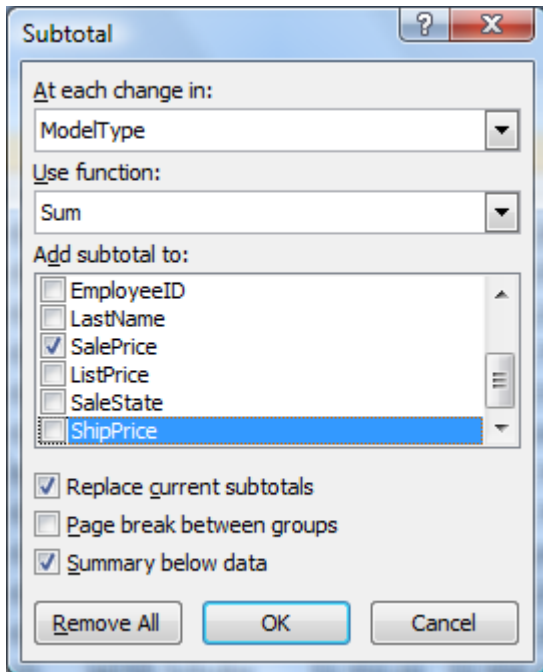 Subtotal
At each change in:
ModelType
Use function:
Sum
Add subtotal to:
EmployeeID
LastName
SalePrice
ListPrice
SaleState
ShipPrice
Replace current subtotals
Page break between groups
Summary below data
Remove All OK Cancel